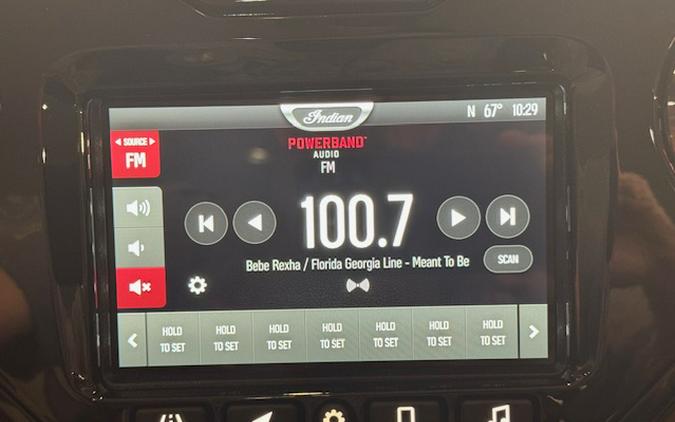 Indian
N 67° 10:29
SOURCE
FM
POWERBAND™
AUDIO
FM
100.7
Bebe Rexha / Florida Georgia Line - Meant To Be
SCAN
HOLD TO SET
HOLD TO SET
HOLD TO SET
HOLD TO SET
HOLD TO SET
HOLD TO SET
HOLD TO SET